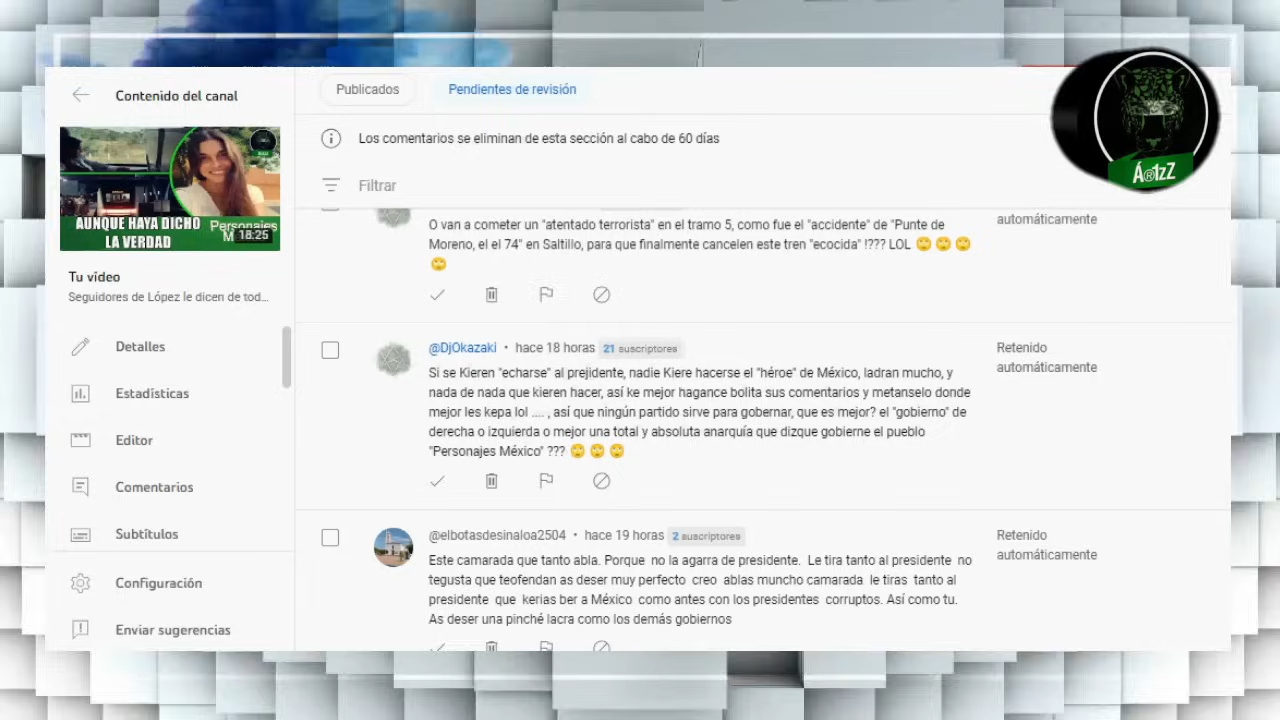 Contenido del canal
AUNQUE HAYA DICHO
LA VERDAD
Personajes
M
18:25
Tu vídeo
Seguidores de López le dicen de tod...
Detalles
Estadísticas
Editor
Comentarios
Subtítulos
Configuración
Enviar sugerencias
Publicados
Pendientes de revisión
Los comentarios se eliminan de esta sección al cabo de 60 días
Filtrar
O van a cometer un "atentado terrorista" en el tramo 5, como fue el "accidente" de "Punte de
Moreno, el el 74" en Saltillo, para que finalmente cancelen este tren "ecocida" !??? LOL 🙄 🙄 🙄
🙄
automáticamente
@DjOkazaki • hace 18 horas 21 suscriptores
Si se Kieren "echarse" al prejidente, nadie Kiere hacerse el "héroe" de México, ladran mucho, y
nada de nada que kieren hacer, así ke mejor hagance bolita sus comentarios y metanselo donde
mejor les kepa lol .... , así que ningún partido sirve para gobernar, que es mejor? el "gobierno" de
derecha o izquierda o mejor una total y absoluta anarquía que dizque gobierne el pueblo
"Personajes México" ??? 🙄 🙄 🙄
Retenido
automáticamente
@elbotasdesinaloa2504 • hace 19 horas 2 suscriptores
Este camarada que tanto abla. Porque no la agarra de presidente. Le tira tanto al presidente no
tegusta que teofendan as deser muy perfecto creo ablas muncho camarada le tiras tanto al
presidente que kerias ber a México como antes con los presidentes corruptos. Así como tu.
As deser una pinché lacra como los demás gobiernos
Retenido
automáticamente
Á®1zZ